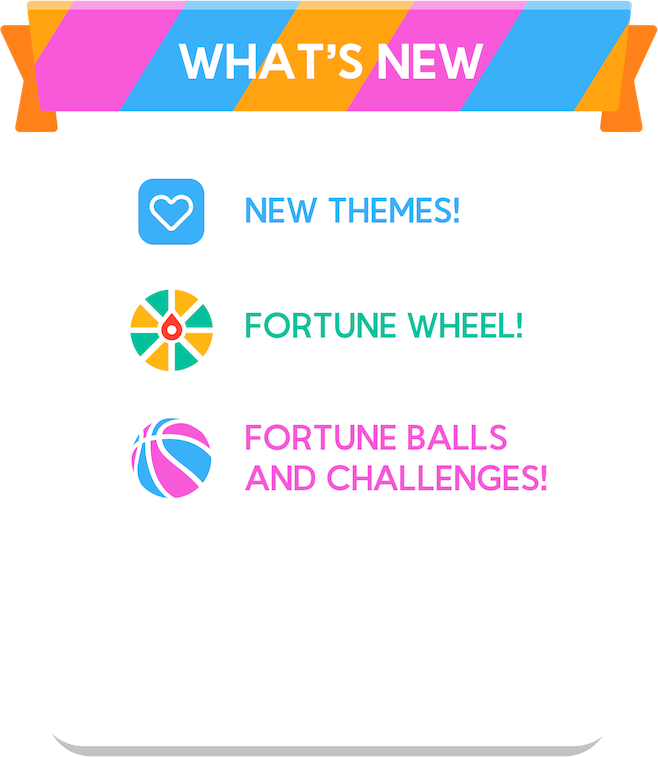 WHAT’S NEW
NEW THEMES!
FORTUNE WHEEL!
FORTUNE BALLS
AND CHALLENGES!